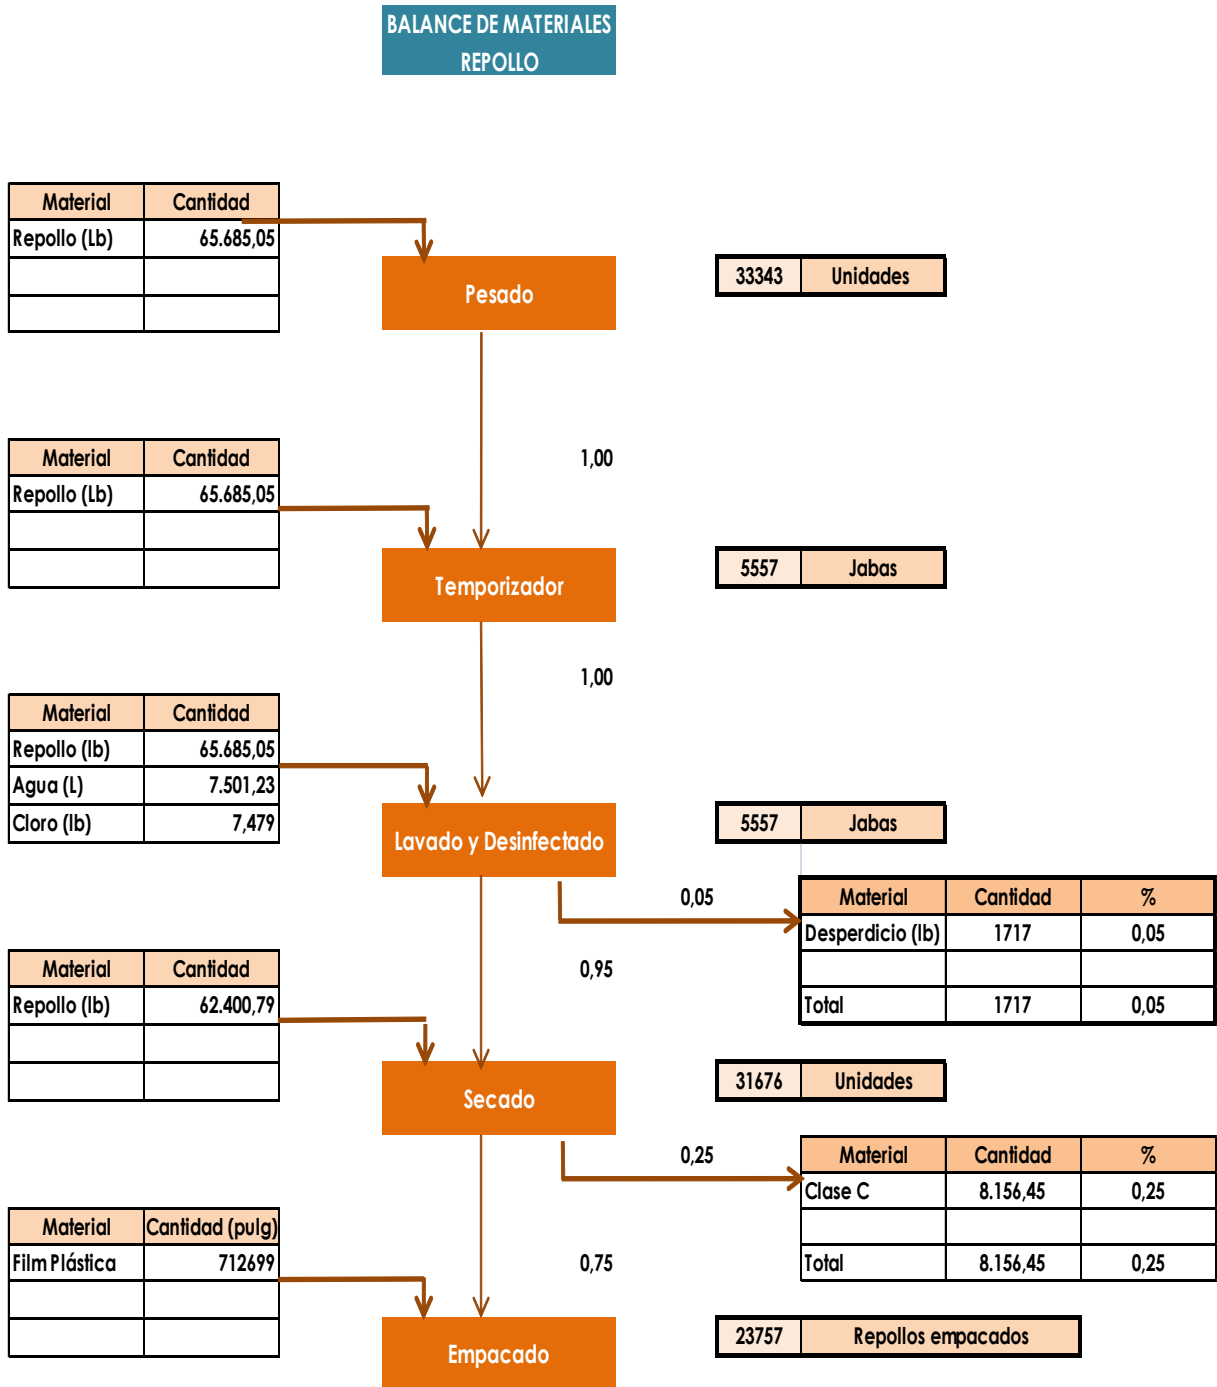 BALANCE DE MATERIALES
REPOLLO
Material Cantidad
Repollo (Lb) 65.685,05
Pesado
33343 Unidades
1,00
Material Cantidad
Repollo (Lb) 65.685,05
Temporizador
5557 Jabas
1,00
Material Cantidad
Repollo (lb) 65.685,05
Agua (L) 7.501,23
Cloro (lb) 7,479
Lavado y Desinfectado
5557 Jabas
0,05
Material Cantidad %
Desperdicio (lb) 1717 0,05
Total 1717 0,05
0,95
Material Cantidad
Repollo (lb) 62.400,79
Secado
31676 Unidades
0,25
Material Cantidad %
Clase C 8.156,45 0,25
Total 8.156,45 0,25
0,75
Material Cantidad (pulg)
Film Plástica 712699
Empacado
23757 Repollos empacados